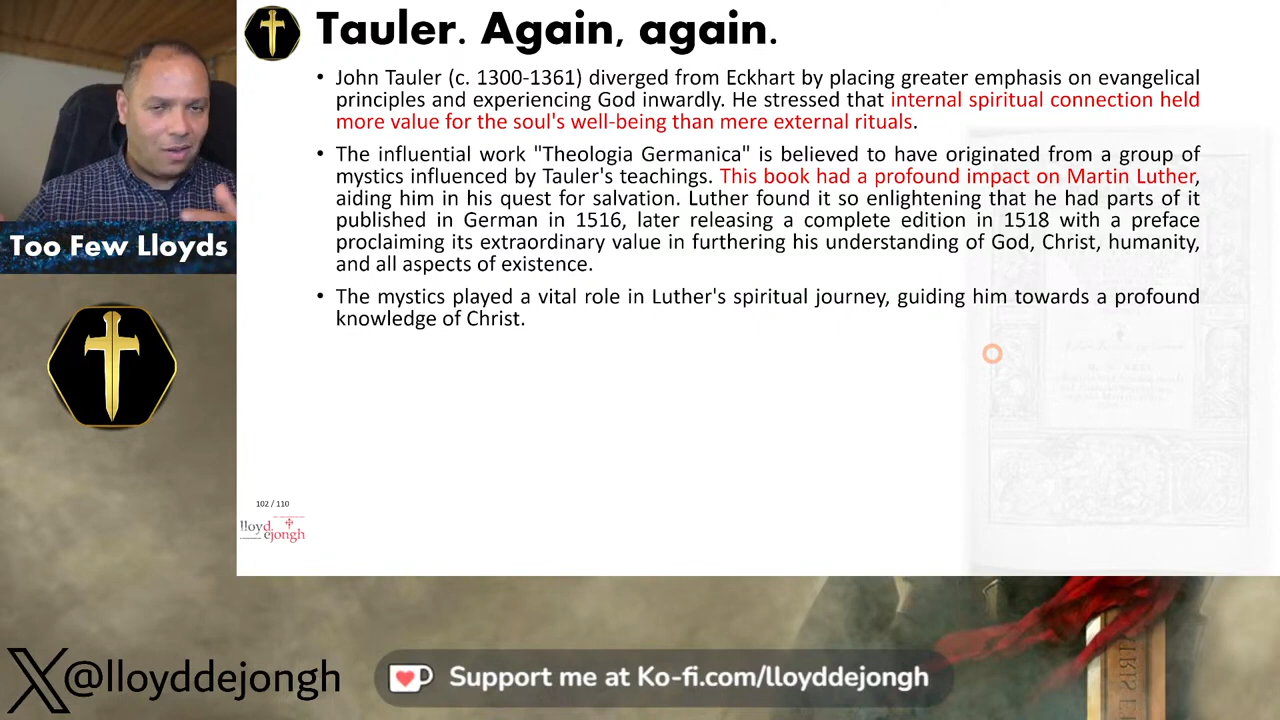 Tauler. Again, again.
• John Tauler (c. 1300-1361) diverged from Eckhart by placing greater emphasis on evangelical
principles and experiencing God inwardly. He stressed that internal spiritual connection held
more value for the soul's well-being than mere external rituals.
• The influential work "Theologia Germanica" is believed to have originated from a group of
mystics influenced by Tauler's teachings. This book had a profound impact on Martin Luther,
aiding him in his quest for salvation. Luther found it so enlightening that he had parts of it
published in German in 1516, later releasing a complete edition in 1518 with a preface
proclaiming its extraordinary value in furthering his understanding of God, Christ, humanity,
and all aspects of existence.
• The mystics played a vital role in Luther's spiritual journey, guiding him towards a profound
knowledge of Christ.
Too Few Lloyds
102 / 110
lloyd.
ejongh
X@lloyddejongh
Support me at Ko-fi.com/lloyddejongh